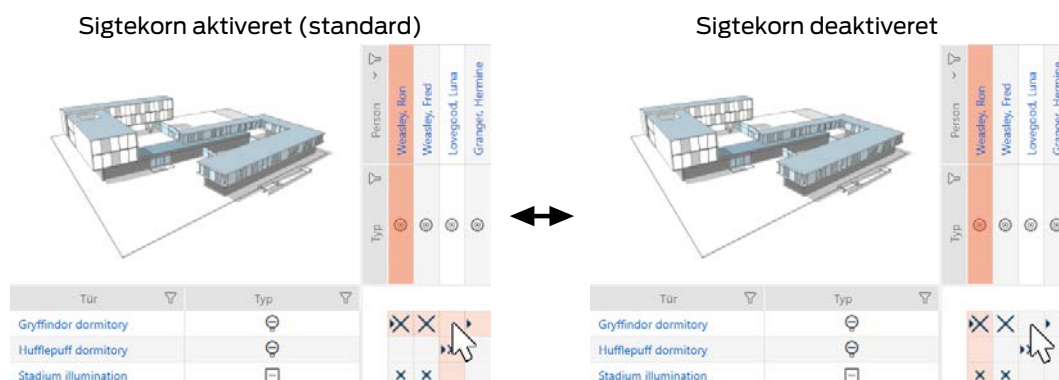 Sigtekorn aktiveret (standard)
Person
Weasley, Ron
Weasley, Fred
Lovegood, Luna
Granger, Hermine
Typ
Tür Typ
Gryffindor dormitory
Hufflepuff dormitory
Stadium illumination
Sigtekorn deaktiveret
Person
Weasley, Ron
Weasley, Fred
Lovegood, Luna
Granger, Hermine
Typ
Tür Typ
Gryffindor dormitory
Hufflepuff dormitory
Stadium illumination